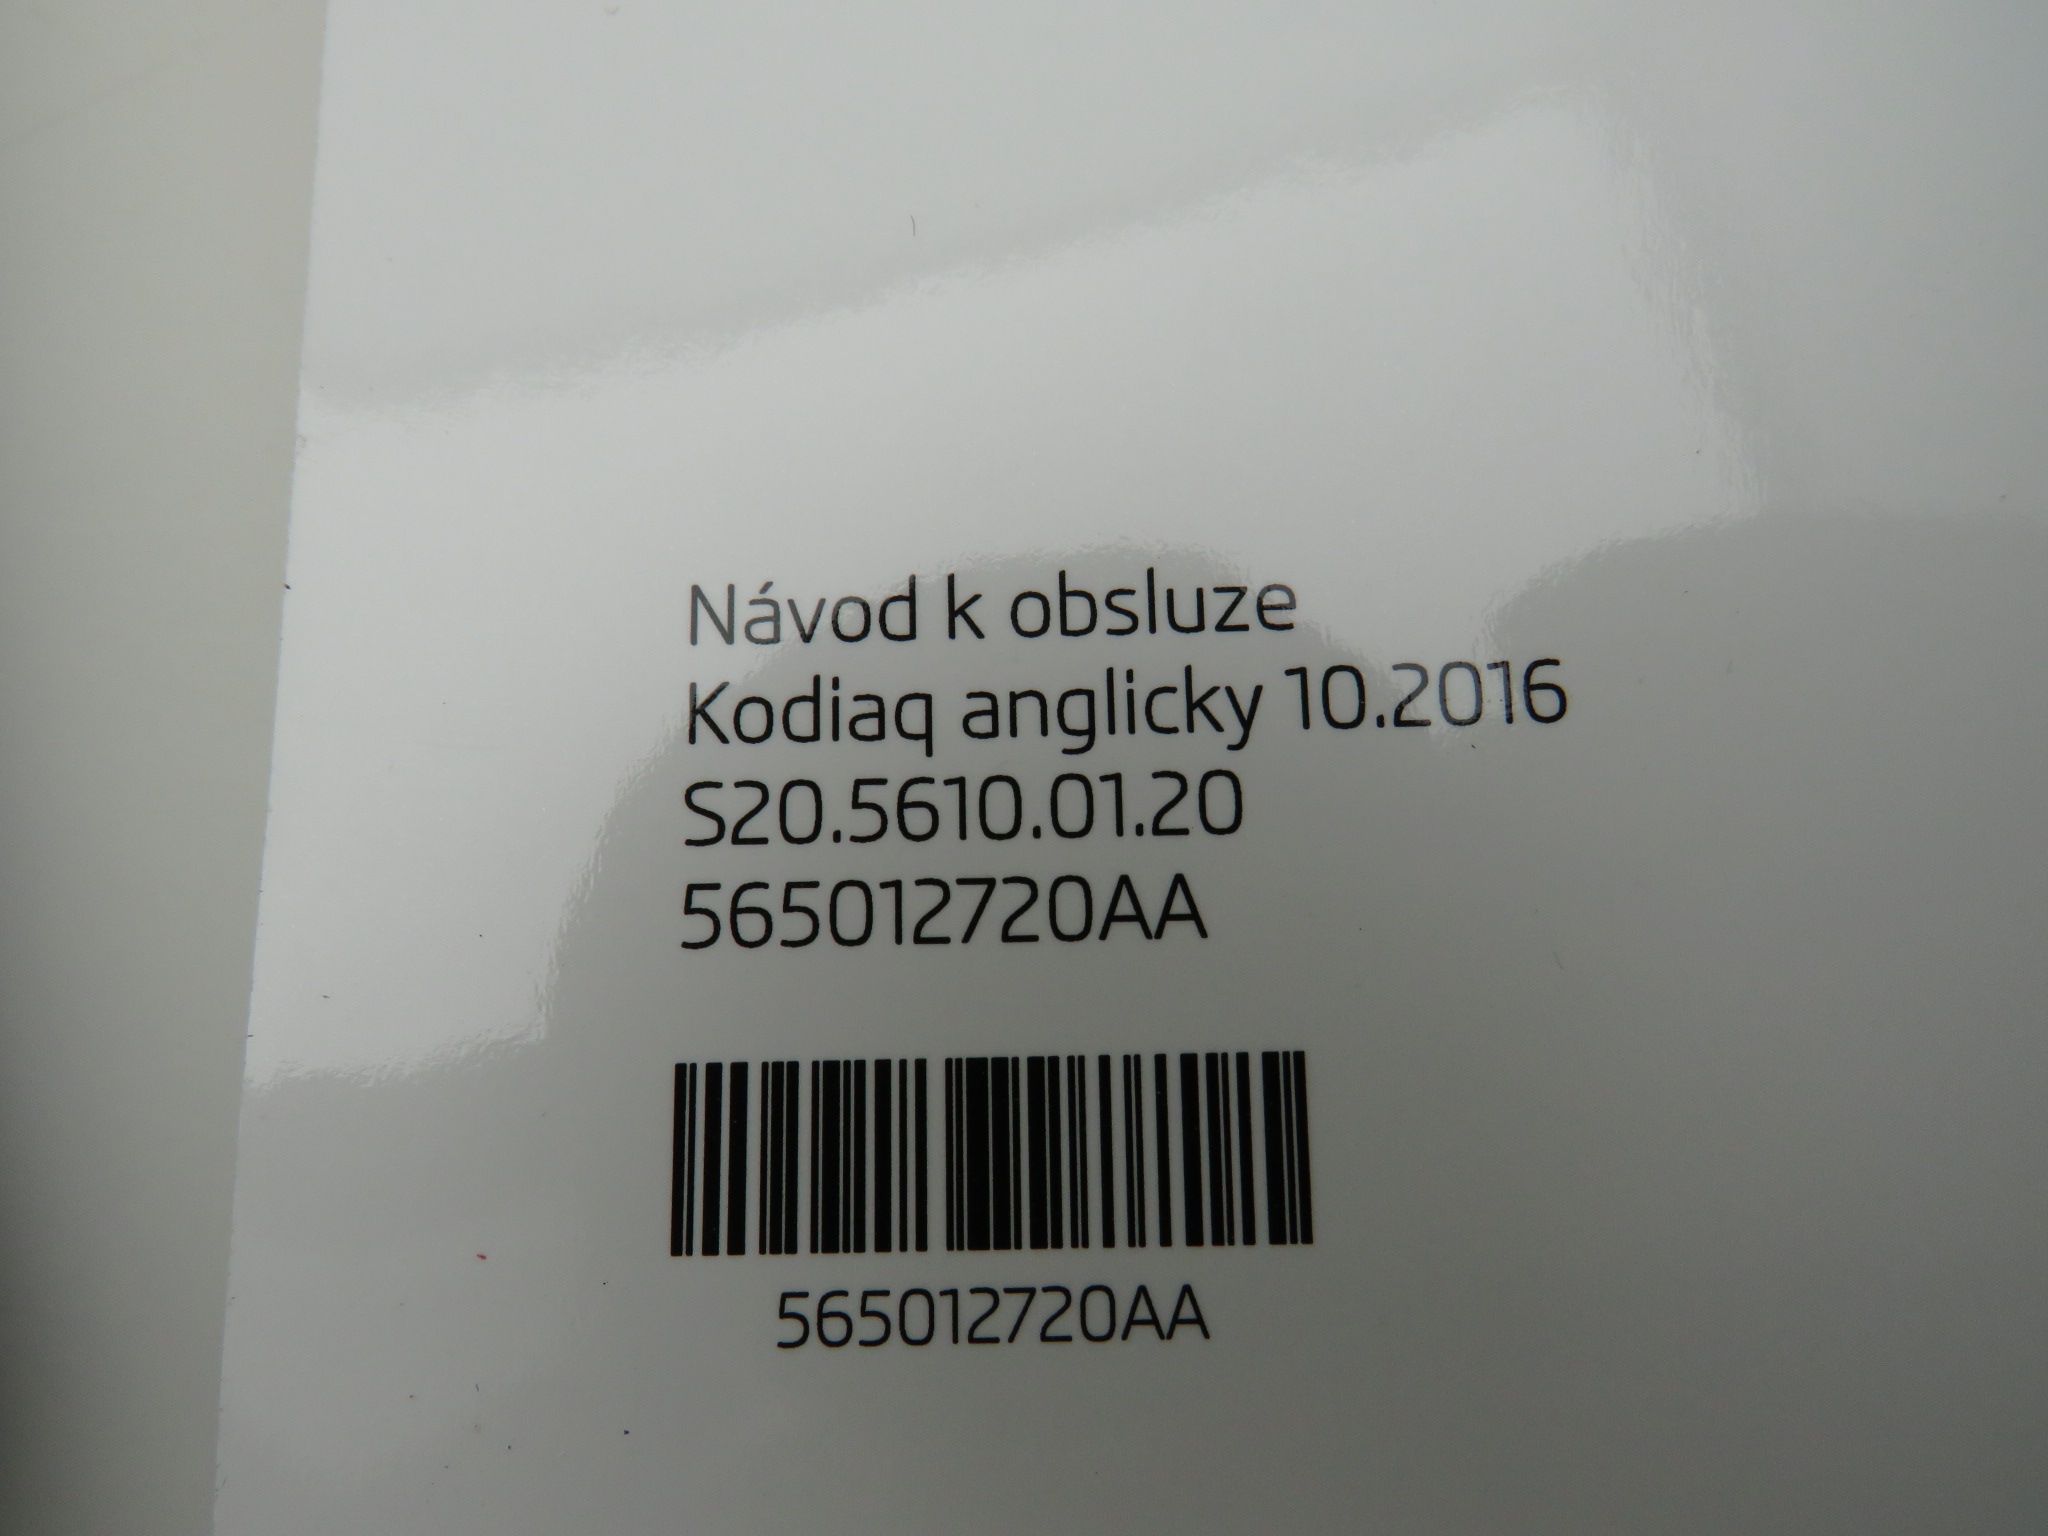 Návod k obsluze
Kodiaq anglicky 10.2016
S20.5610.01.20
565012720AA
565012720AA